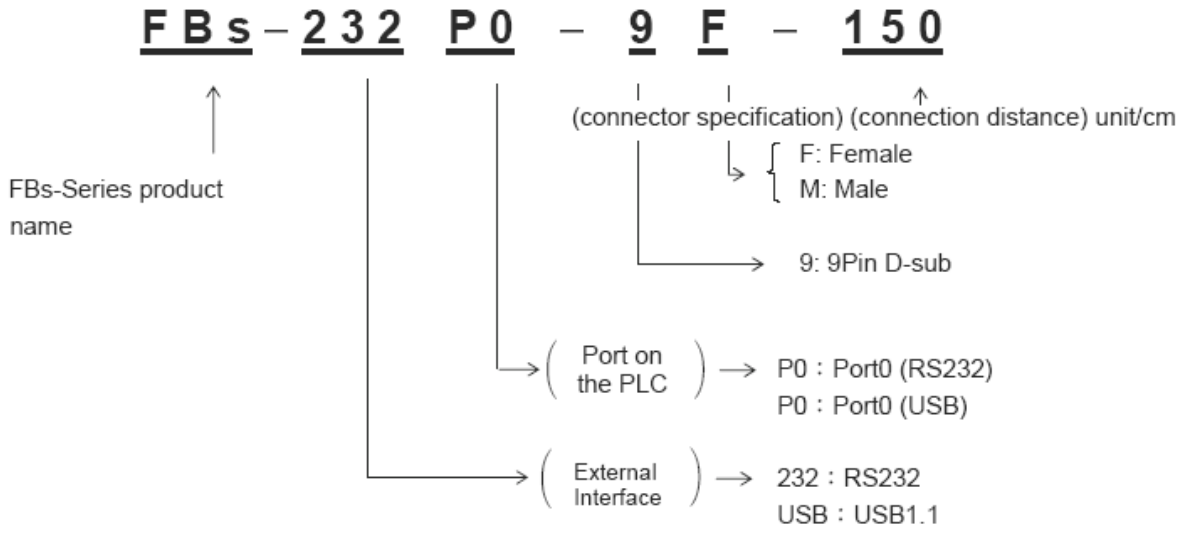 FBs – 232 P0 – 9 F – 150
(connector specification) (connection distance) unit/cm
F: Female
M: Male
FBs-Series product
name
9: 9Pin D-sub
Port on
the PLC
P0：Port0 (RS232)
P0：Port0 (USB)
External
Interface
232：RS232
USB：USB1.1